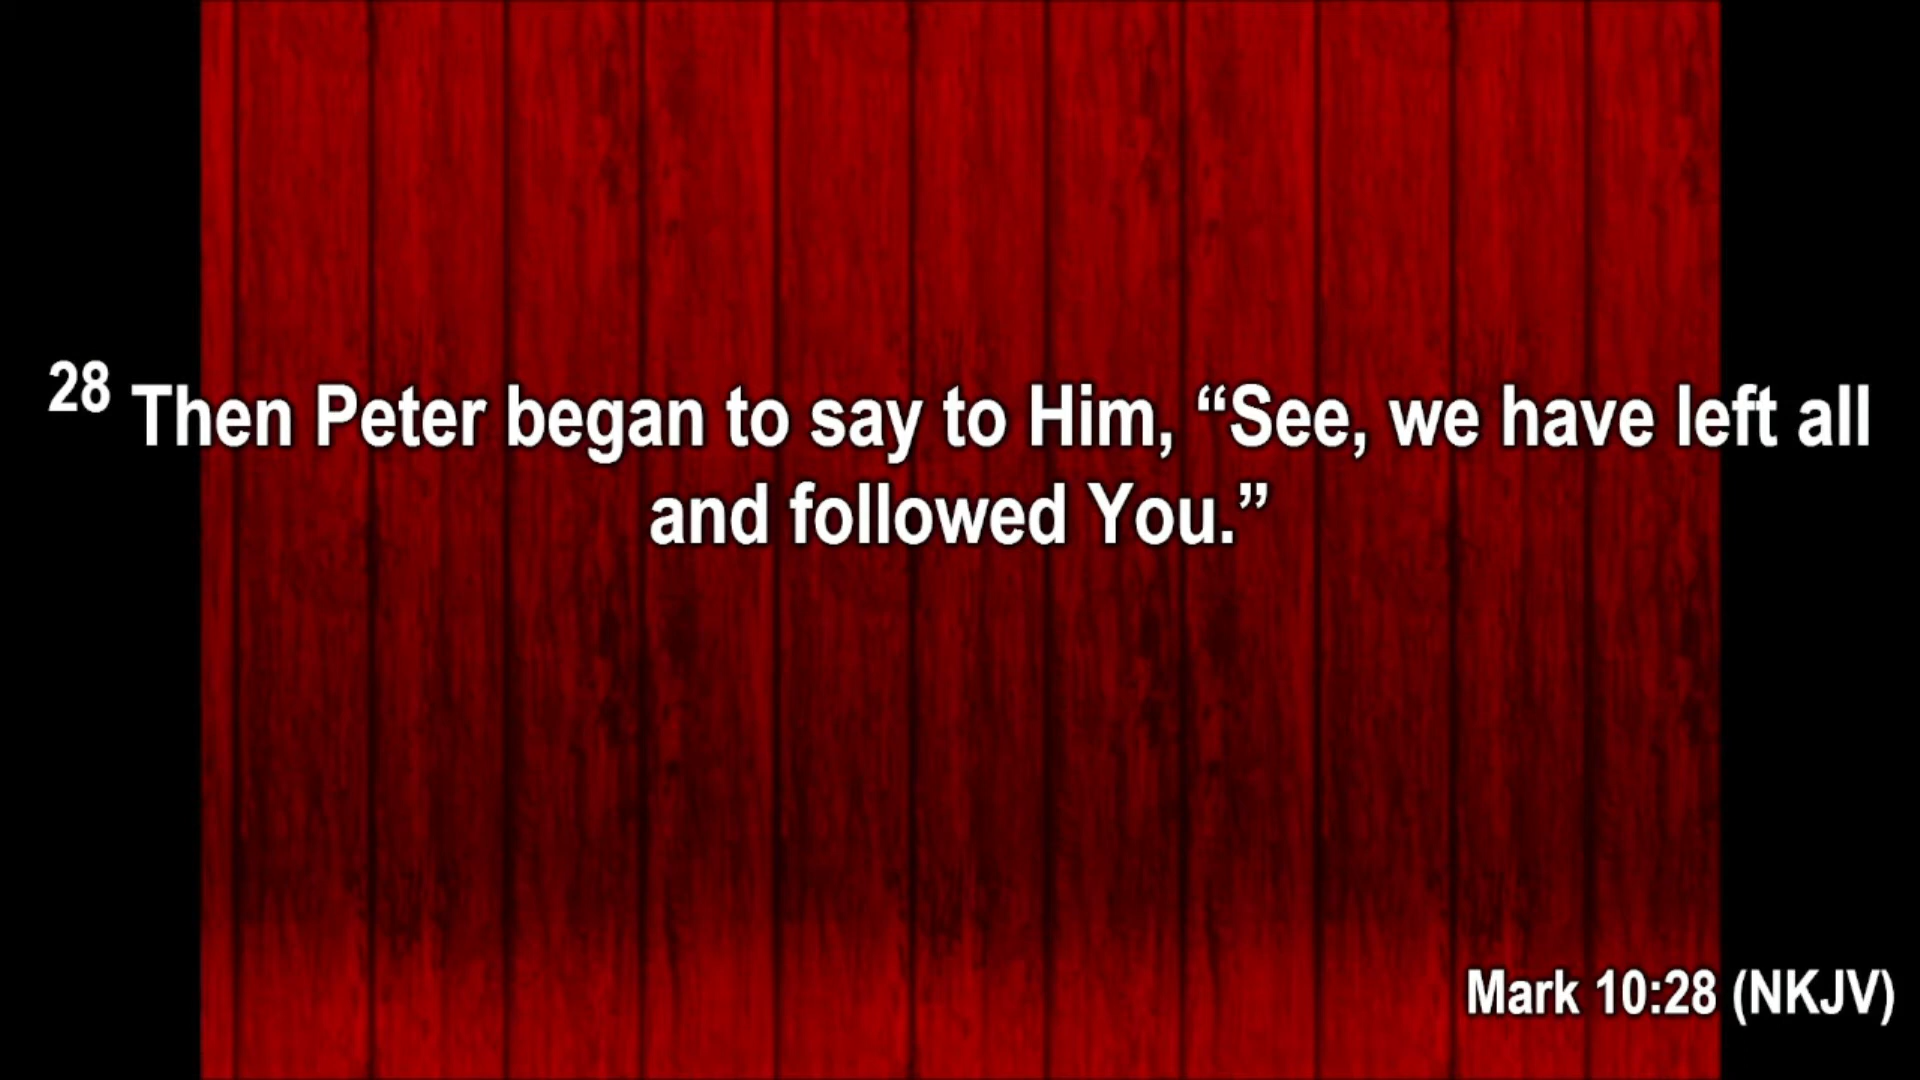 28 Then Peter began to say to Him, “See, we have left all
and followed You.”
Mark 10:28 (NKJV)